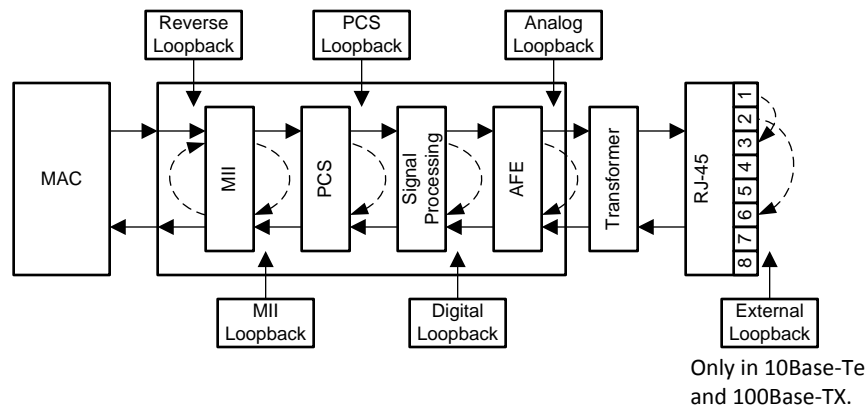 Reverse
Loopback
PCS
Loopback
Analog
Loopback
MAC
MII
PCS
Signal
Processing
AFE
Transformer
RJ-45
1
2
3
4
5
6
7
8
MII
Loopback
Digital
Loopback
External
Loopback
Only in 10Base-Te
and 100Base-TX.